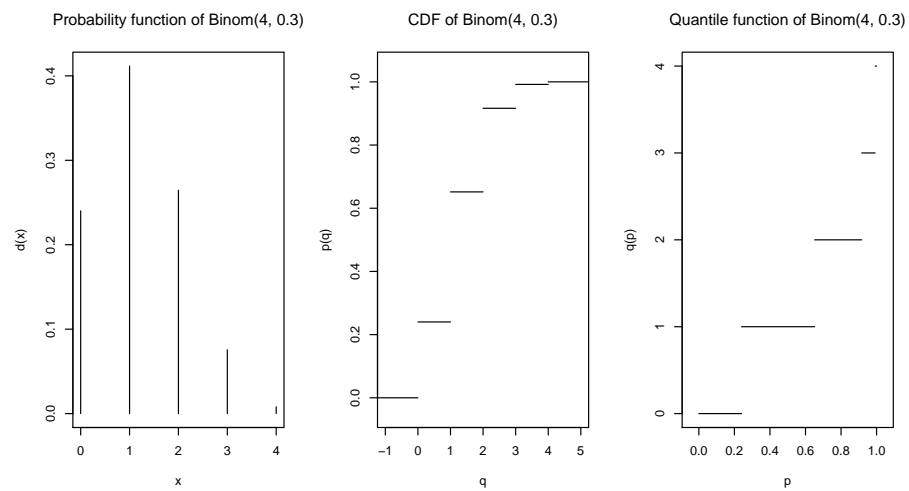 Probability function of Binom(4, 0.3)
d(x)
0.4
0.3
0.2
0.1
0.0
0 1 2 3 4
x
CDF of Binom(4, 0.3)
p(q)
1.0
0.8
0.6
0.4
0.2
0.0
−1 0 1 2 3 4 5
q
Quantile function of Binom(4, 0.3)
q(p)
4
3
2
1
0
0.0 0.2 0.4 0.6 0.8 1.0
p